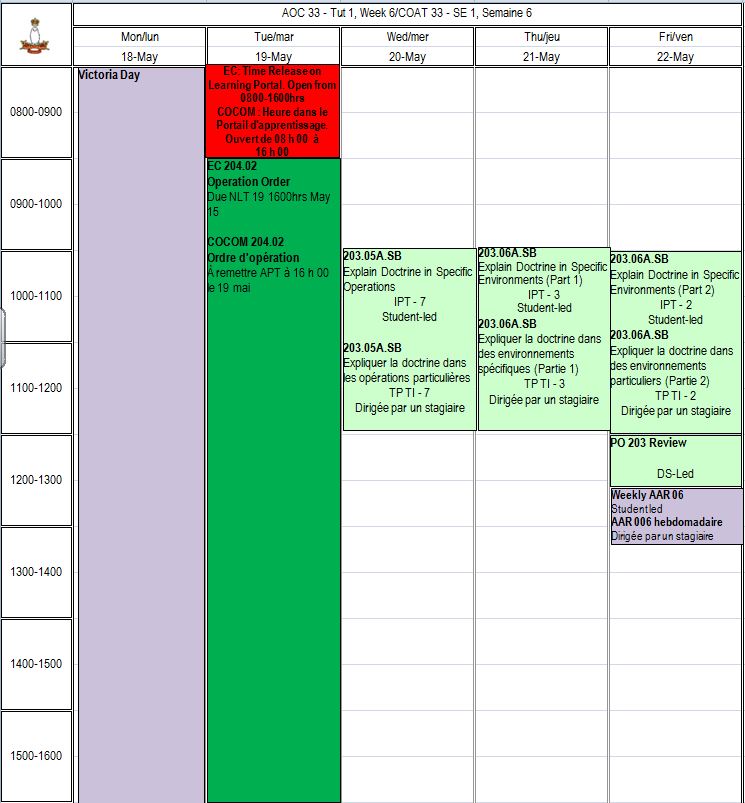 AOC 33 - Tut 1, Week 6/COAT 33 - SE 1, Semaine 6
Mon/lun
Tue/mar
Wed/mer
Thu/jeu
Fri/ven
18-May
19-May
20-May
21-May
22-May
0800-0900
Victoria Day
EC: Time Release on
Learning Portal. Open from
0800-1600hrs
COCOM : Heure dans le
Portail d'apprentissage.
Ouvert de 08 h 00 à
16 h 00
0900-1000
EC 204.02
Operation Order
Due NLT 19 1600hrs May
15
COCOM 204.02
Ordre d'opération
À remettre APT à 16 h 00
le 19 mai
1000-1100
203.05A.SB
Explain Doctrine in Specific
Operations
IPT - 7
Student-led
203.05A.SB
Expliquer la doctrine dans
les opérations particulières
TP TI - 7
Dirigée par un stagiaire
203.06A.SB
Explain Doctrine in Specific
Environments (Part 1)
IPT - 3
Student-led
203.06A.SB
Expliquer la doctrine dans
des environnements
spécifiques (Partie 1)
TP TI - 3
Dirigée par un stagiaire
203.06A.SB
Explain Doctrine in Specific
Environments (Part 2)
IPT - 2
Student-led
203.06A.SB
Expliquer la doctrine dans
des environnements
particuliers (Partie 2)
TP TI - 2
Dirigée par un stagiaire
1100-1200
1200-1300
PO 203 Review
DS-Led
Weekly AAR 06
Student led
AAR 006 hebdomadaire
Dirigée par un stagiaire
1300-1400
1400-1500
1500-1600